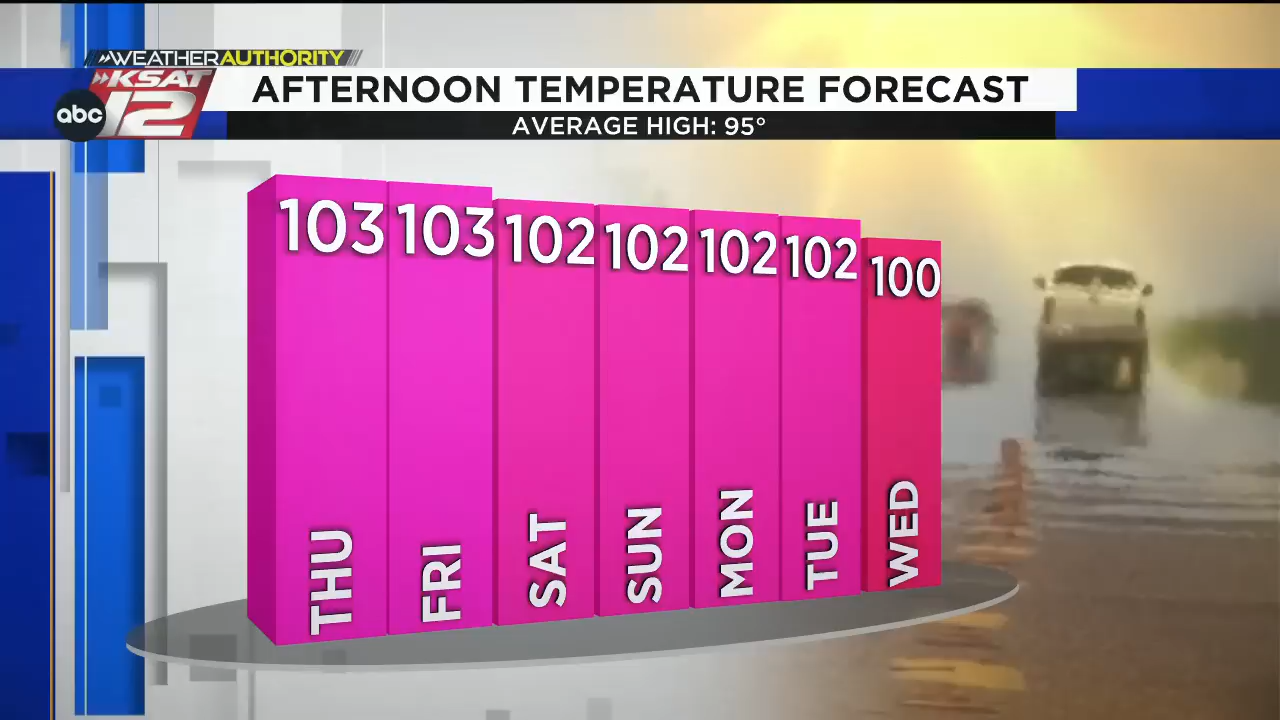 WEATHERAUTHORITY
KSAT
abc 12
AFTERNOON TEMPERATURE FORECAST
AVERAGE HIGH: 95°
103 103 102 102 102 102 100
THU FRI SAT SUN MON TUE WED